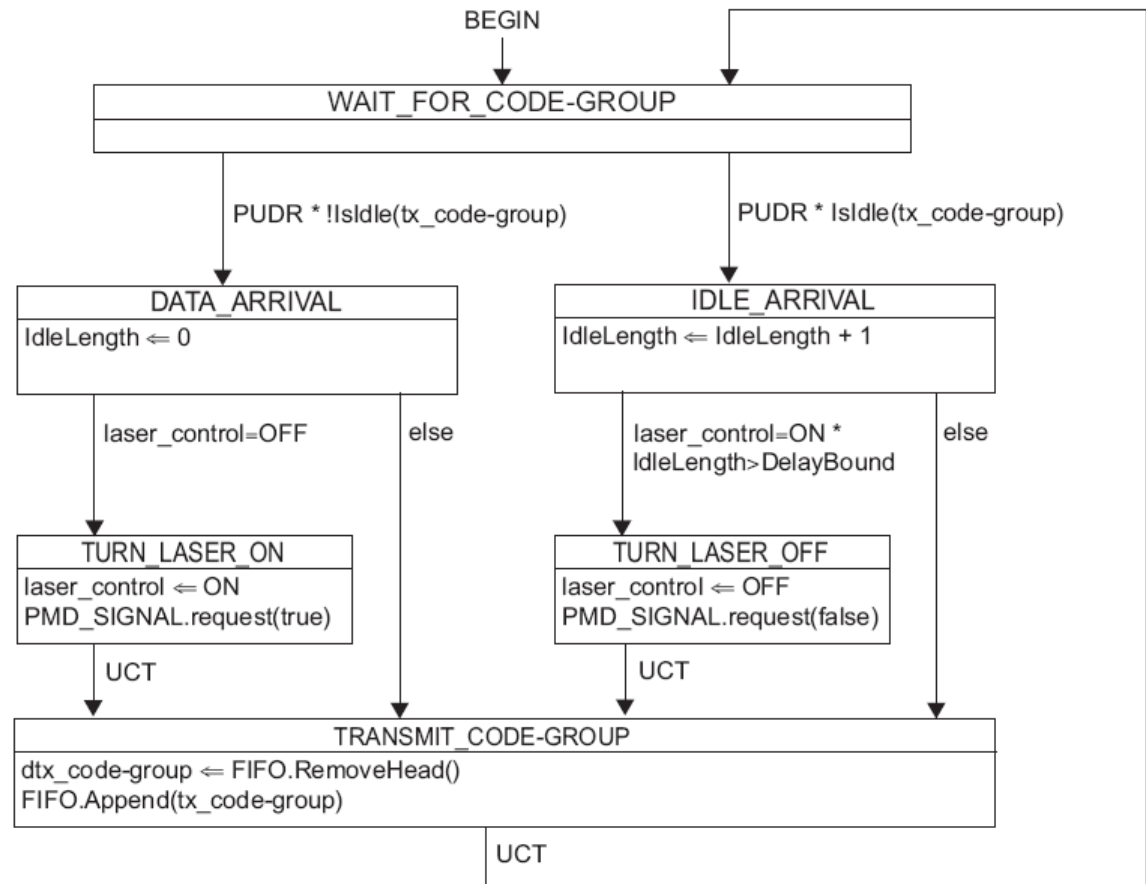 BEGIN
WAIT_FOR_CODE-GROUP
PUDR * !IsIdle(tx_code-group)
PUDR * IsIdle(tx_code-group)
DATA_ARRIVAL
IdleLength ⇐ 0
IDLE_ARRIVAL
IdleLength ⇐ IdleLength + 1
laser_control=OFF
else
laser_control=ON *
IdleLength>DelayBound
else
TURN_LASER_ON
laser_control ⇐ ON
PMD_SIGNAL.request(true)
TURN_LASER_OFF
laser_control ⇐ OFF
PMD_SIGNAL.request(false)
UCT
UCT
TRANSMIT_CODE-GROUP
dtx_code-group ⇐ FIFO.RemoveHead()
FIFO.Append(tx_code-group)
UCT